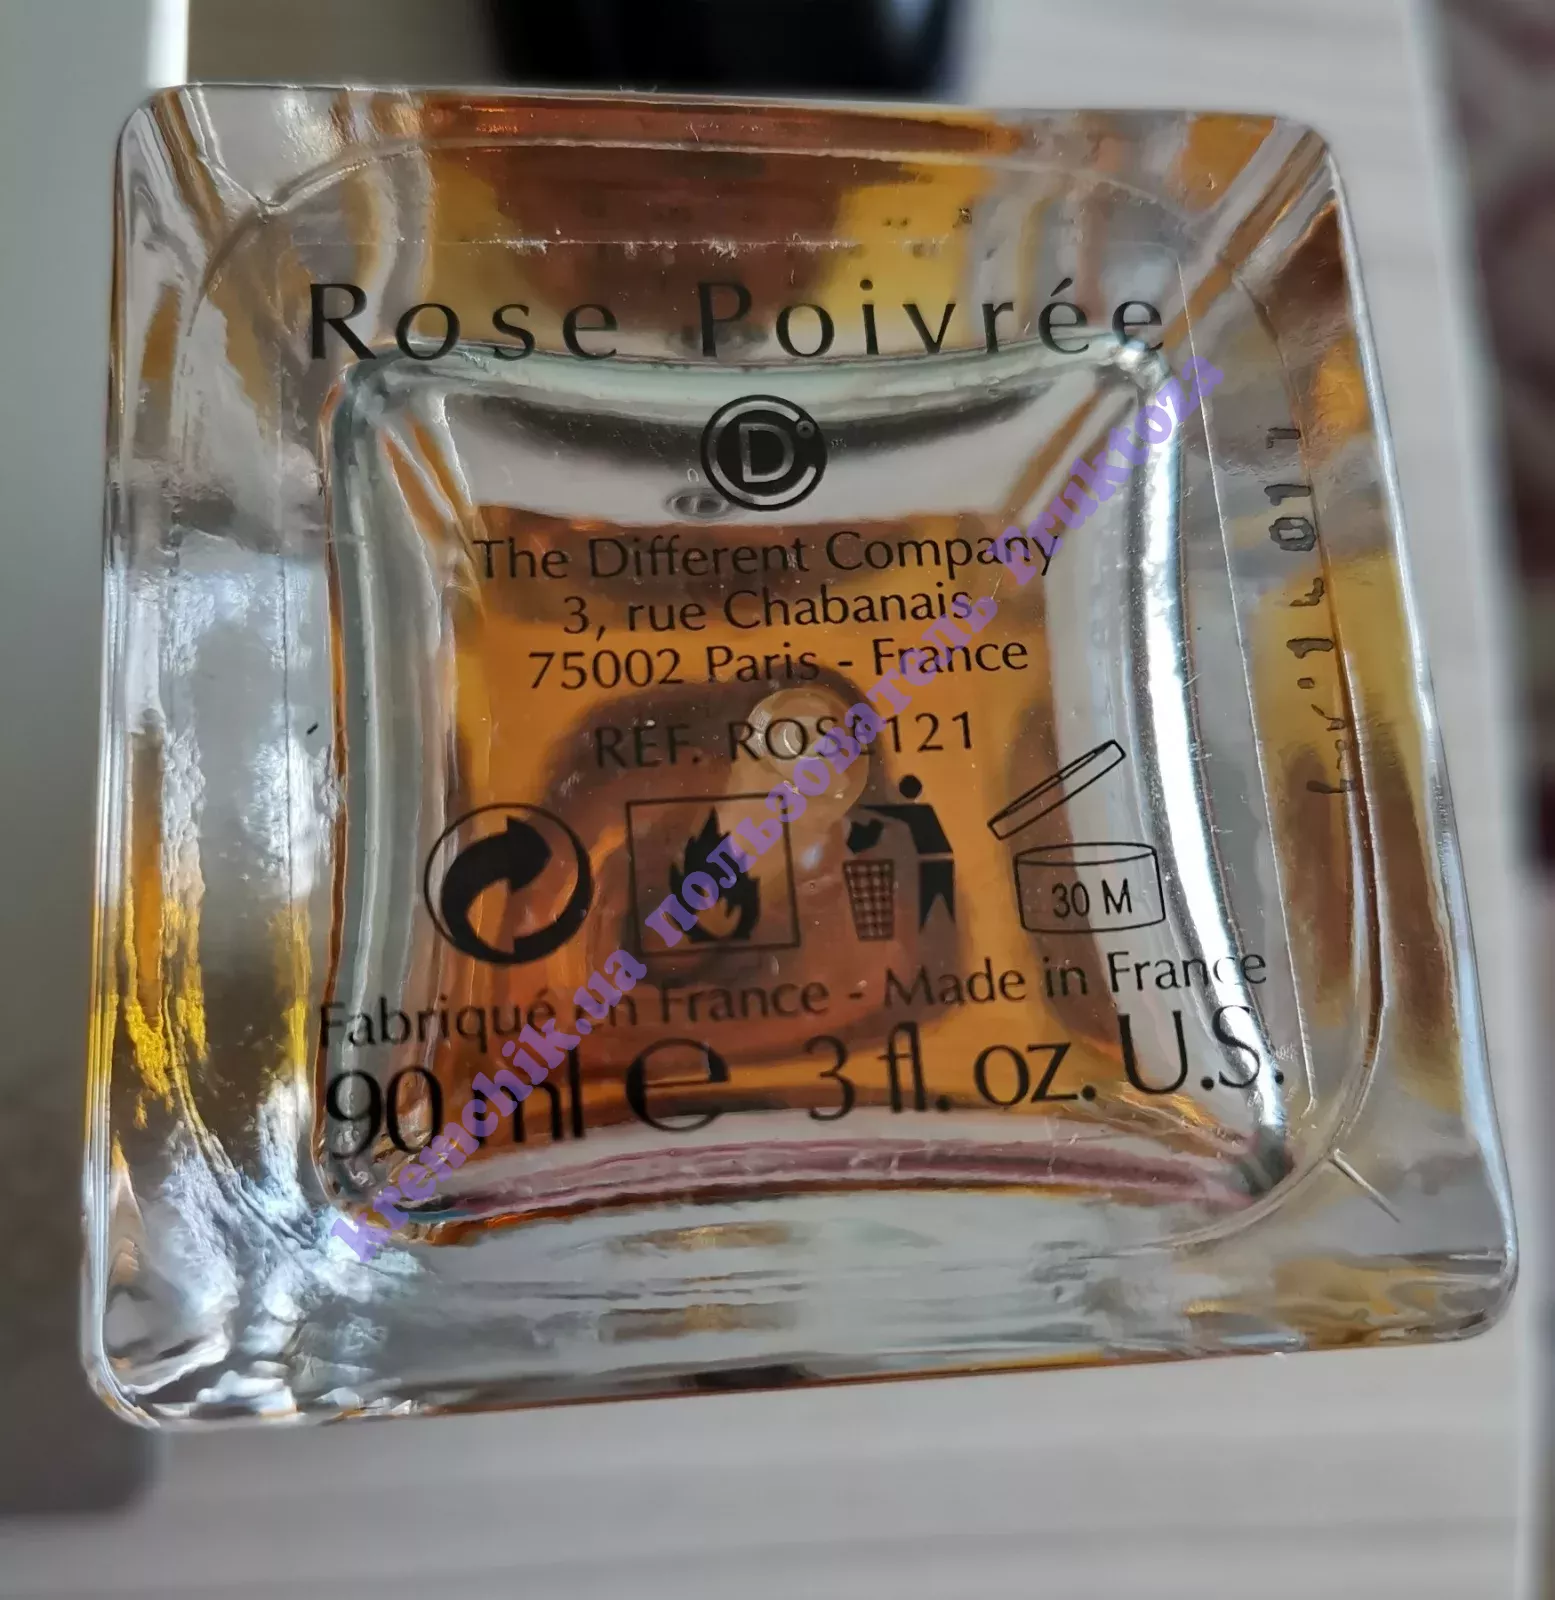 Rose Poivrée
DC
The Different Company
3, rue Chabanais
75002 Paris - France
REF. ROSE121
30 M
Fabriqué en France - Made in France
90 ml e 3 fl. oz. U.S.
kremchik.ua пользователь fruktoza